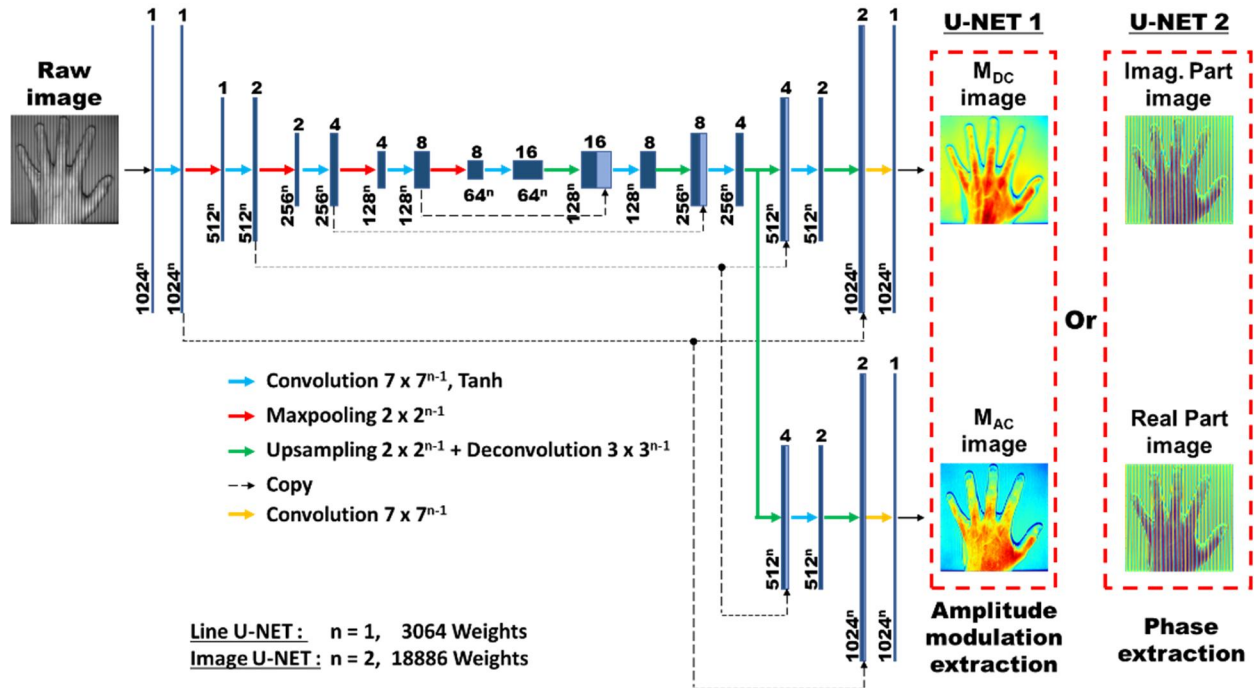 1 1 2 1 U-NET 1 U-NET 2
Raw
image
1 2 2 4 4 8 8 16 16 8 8 4 4 2
M_DC
image
Imag. Part
image
1024ⁿ 1024ⁿ 512ⁿ 512ⁿ 256ⁿ 256ⁿ 128ⁿ 128ⁿ 64ⁿ 64ⁿ 128ⁿ 128ⁿ 256ⁿ 256ⁿ 512ⁿ 512ⁿ 1024ⁿ 1024ⁿ
Or
Convolution 7 x 7ⁿ⁻¹, Tanh
Maxpooling 2 x 2ⁿ⁻¹
Upsampling 2 x 2ⁿ⁻¹ + Deconvolution 3 x 3ⁿ⁻¹
Copy
Convolution 7 x 7ⁿ⁻¹
4 2 2 1
512ⁿ 512ⁿ 1024ⁿ 1024ⁿ
M_AC
image
Real Part
image
Amplitude
modulation
extraction
Phase
extraction
Line U-NET : n = 1, 3064 Weights
Image U-NET : n = 2, 18886 Weights